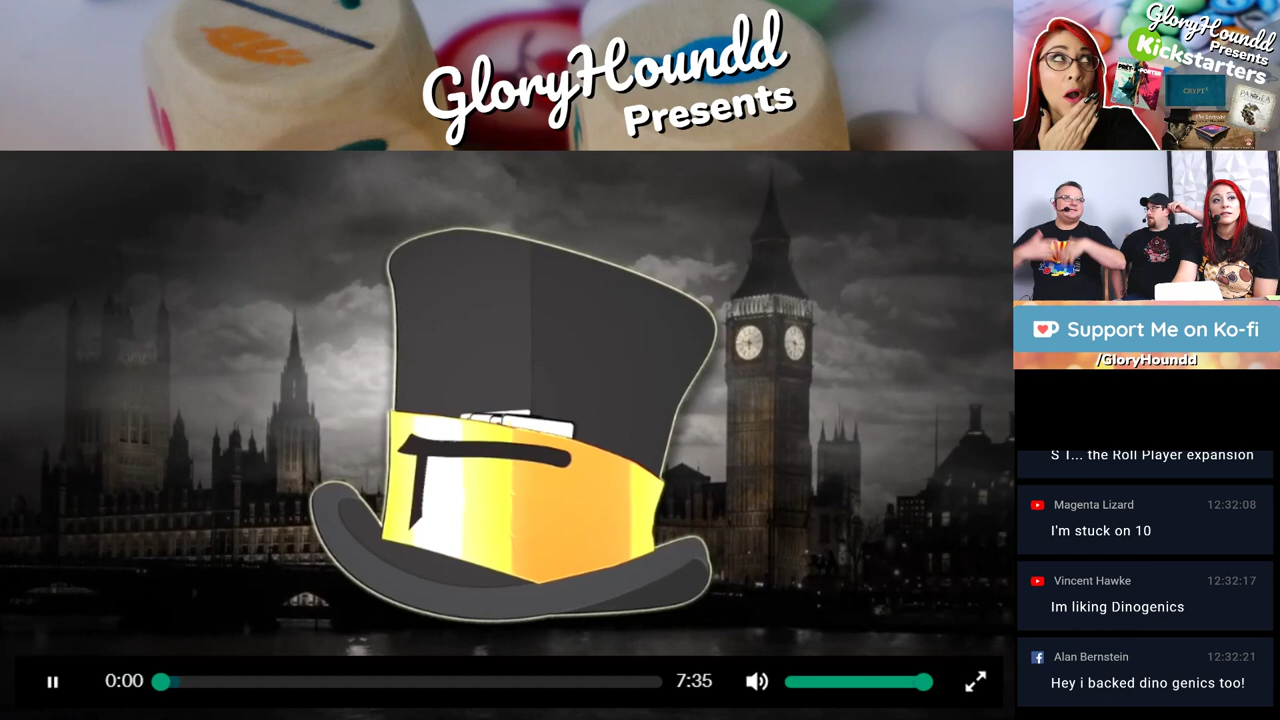 GloryHoundd
Presents
GloryHoundd
Presents
Kickstarters
CRYPT
PANGEA
Support Me on Ko-fi
/GloryHoundd
S T... the Roll Player expansion
Magenta Lizard 12:32:08
I'm stuck on 10
Vincent Hawke 12:32:17
Im liking Dinogenics
Alan Bernstein 12:32:21
Hey i backed dino genics too!
0:00 7:35